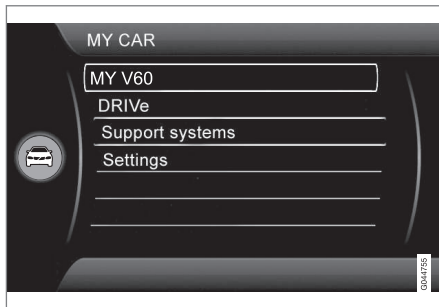 MY CAR
MY V60
DRIVe
Support systems
Settings
G044755